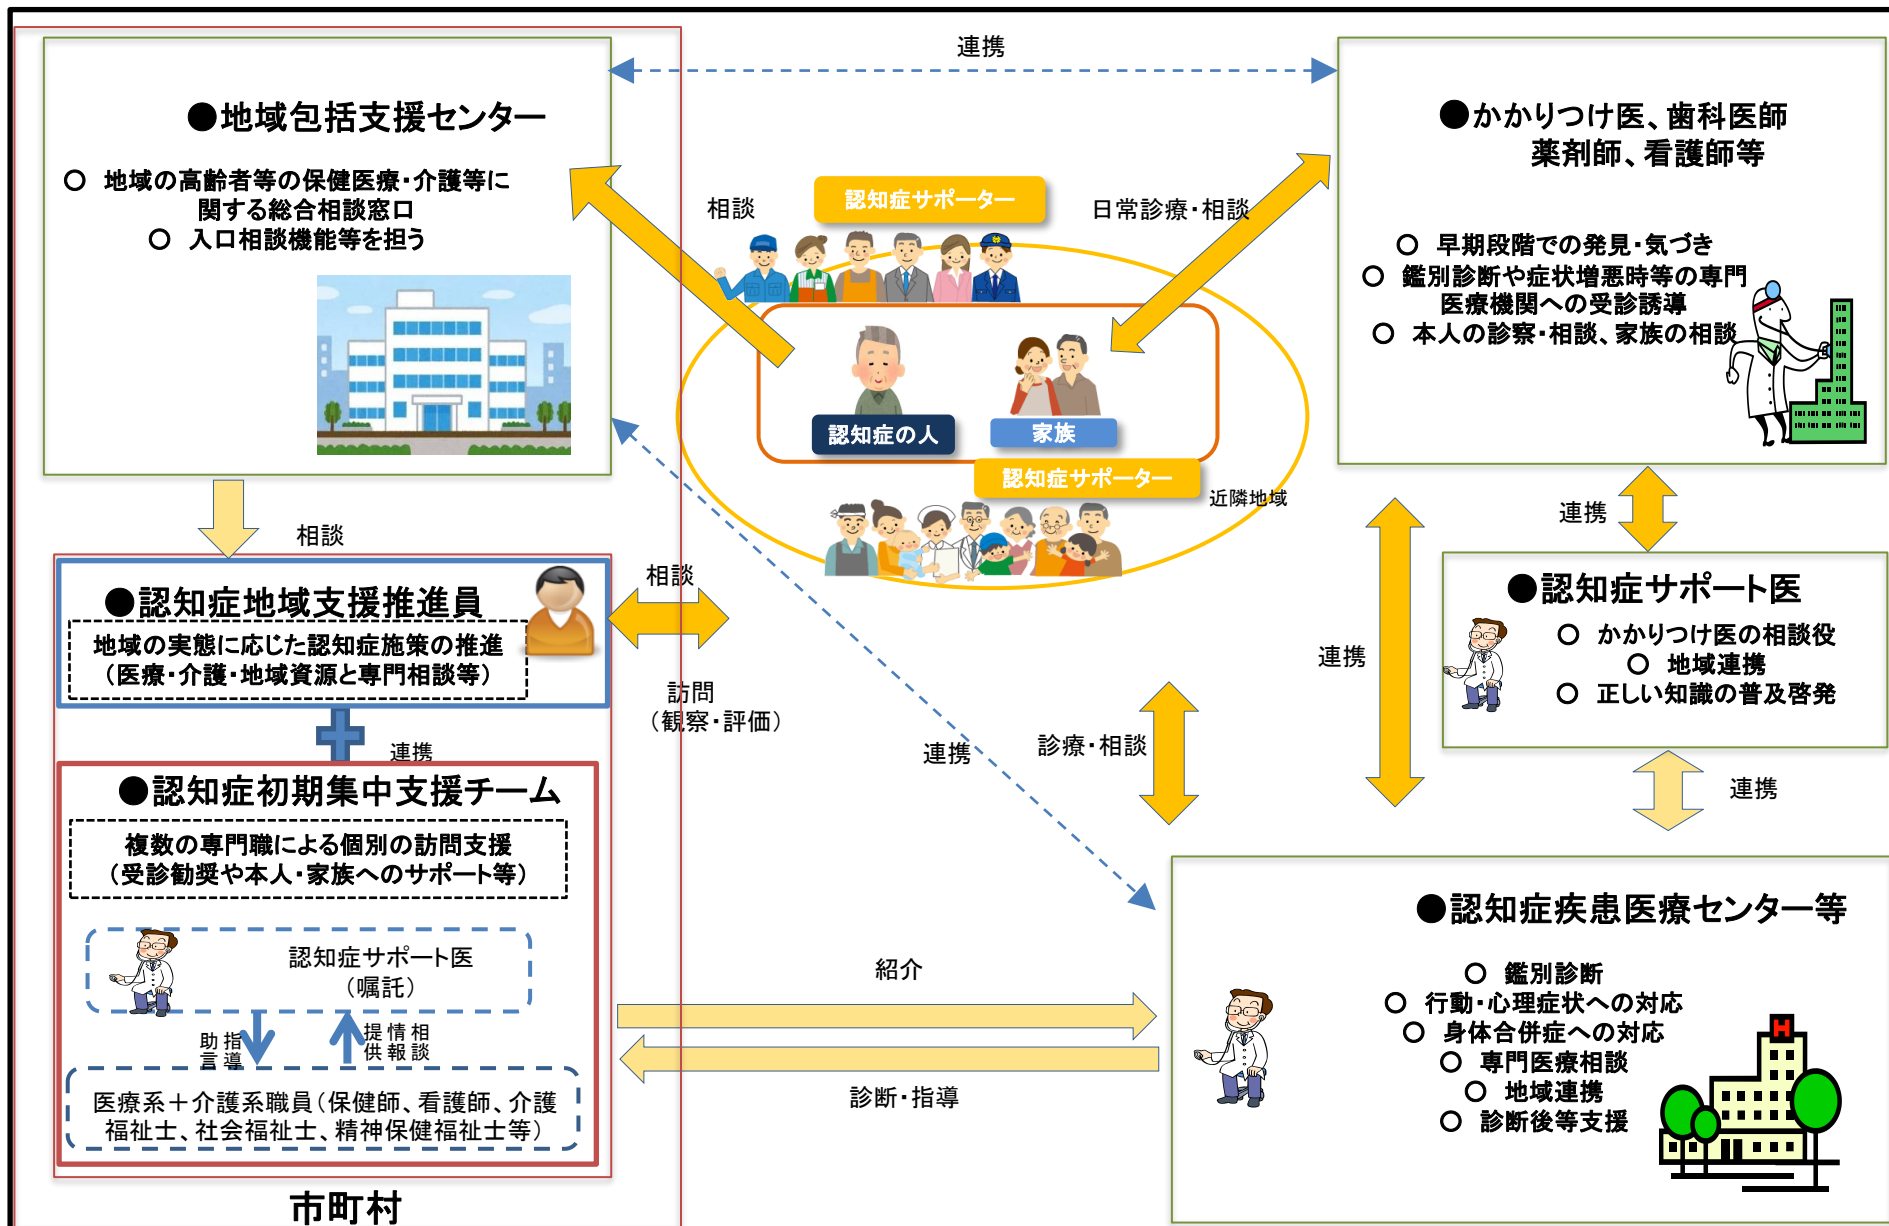 連携
●地域包括支援センター
○ 地域の高齢者等の保健医療・介護等に
関する総合相談窓口
○ 入口相談機能等を担う
相談
認知症サポーター
日常診療・相談
●かかりつけ医、歯科医師
薬剤師、看護師等
○ 早期段階での発見・気づき
○ 鑑別診断や症状増悪時等の専門
医療機関への受診誘導
○ 本人の診察・相談、家族の相談
認知症の人
家族
認知症サポーター
近隣地域
相談
連携
●認知症地域支援推進員
地域の実態に応じた認知症施策の推進
（医療・介護・地域資源と専門相談等）
相談
訪問
（観察・評価）
連携
●認知症サポート医
○ かかりつけ医の相談役
○ 地域連携
○ 正しい知識の普及啓発
連携
連携
診療・相談
連携
●認知症初期集中支援チーム
複数の専門職による個別の訪問支援
（受診勧奨や本人・家族へのサポート等）
認知症サポート医
（嘱託）
指導
助言
相談
情報
提供
医療系＋介護系職員（保健師、看護師、介護
福祉士、社会福祉士、精神保健福祉士等）
紹介
診断・指導
●認知症疾患医療センター等
○ 鑑別診断
○ 行動・心理症状への対応
○ 身体合併症への対応
○ 専門医療相談
○ 地域連携
○ 診断後等支援
H
市町村